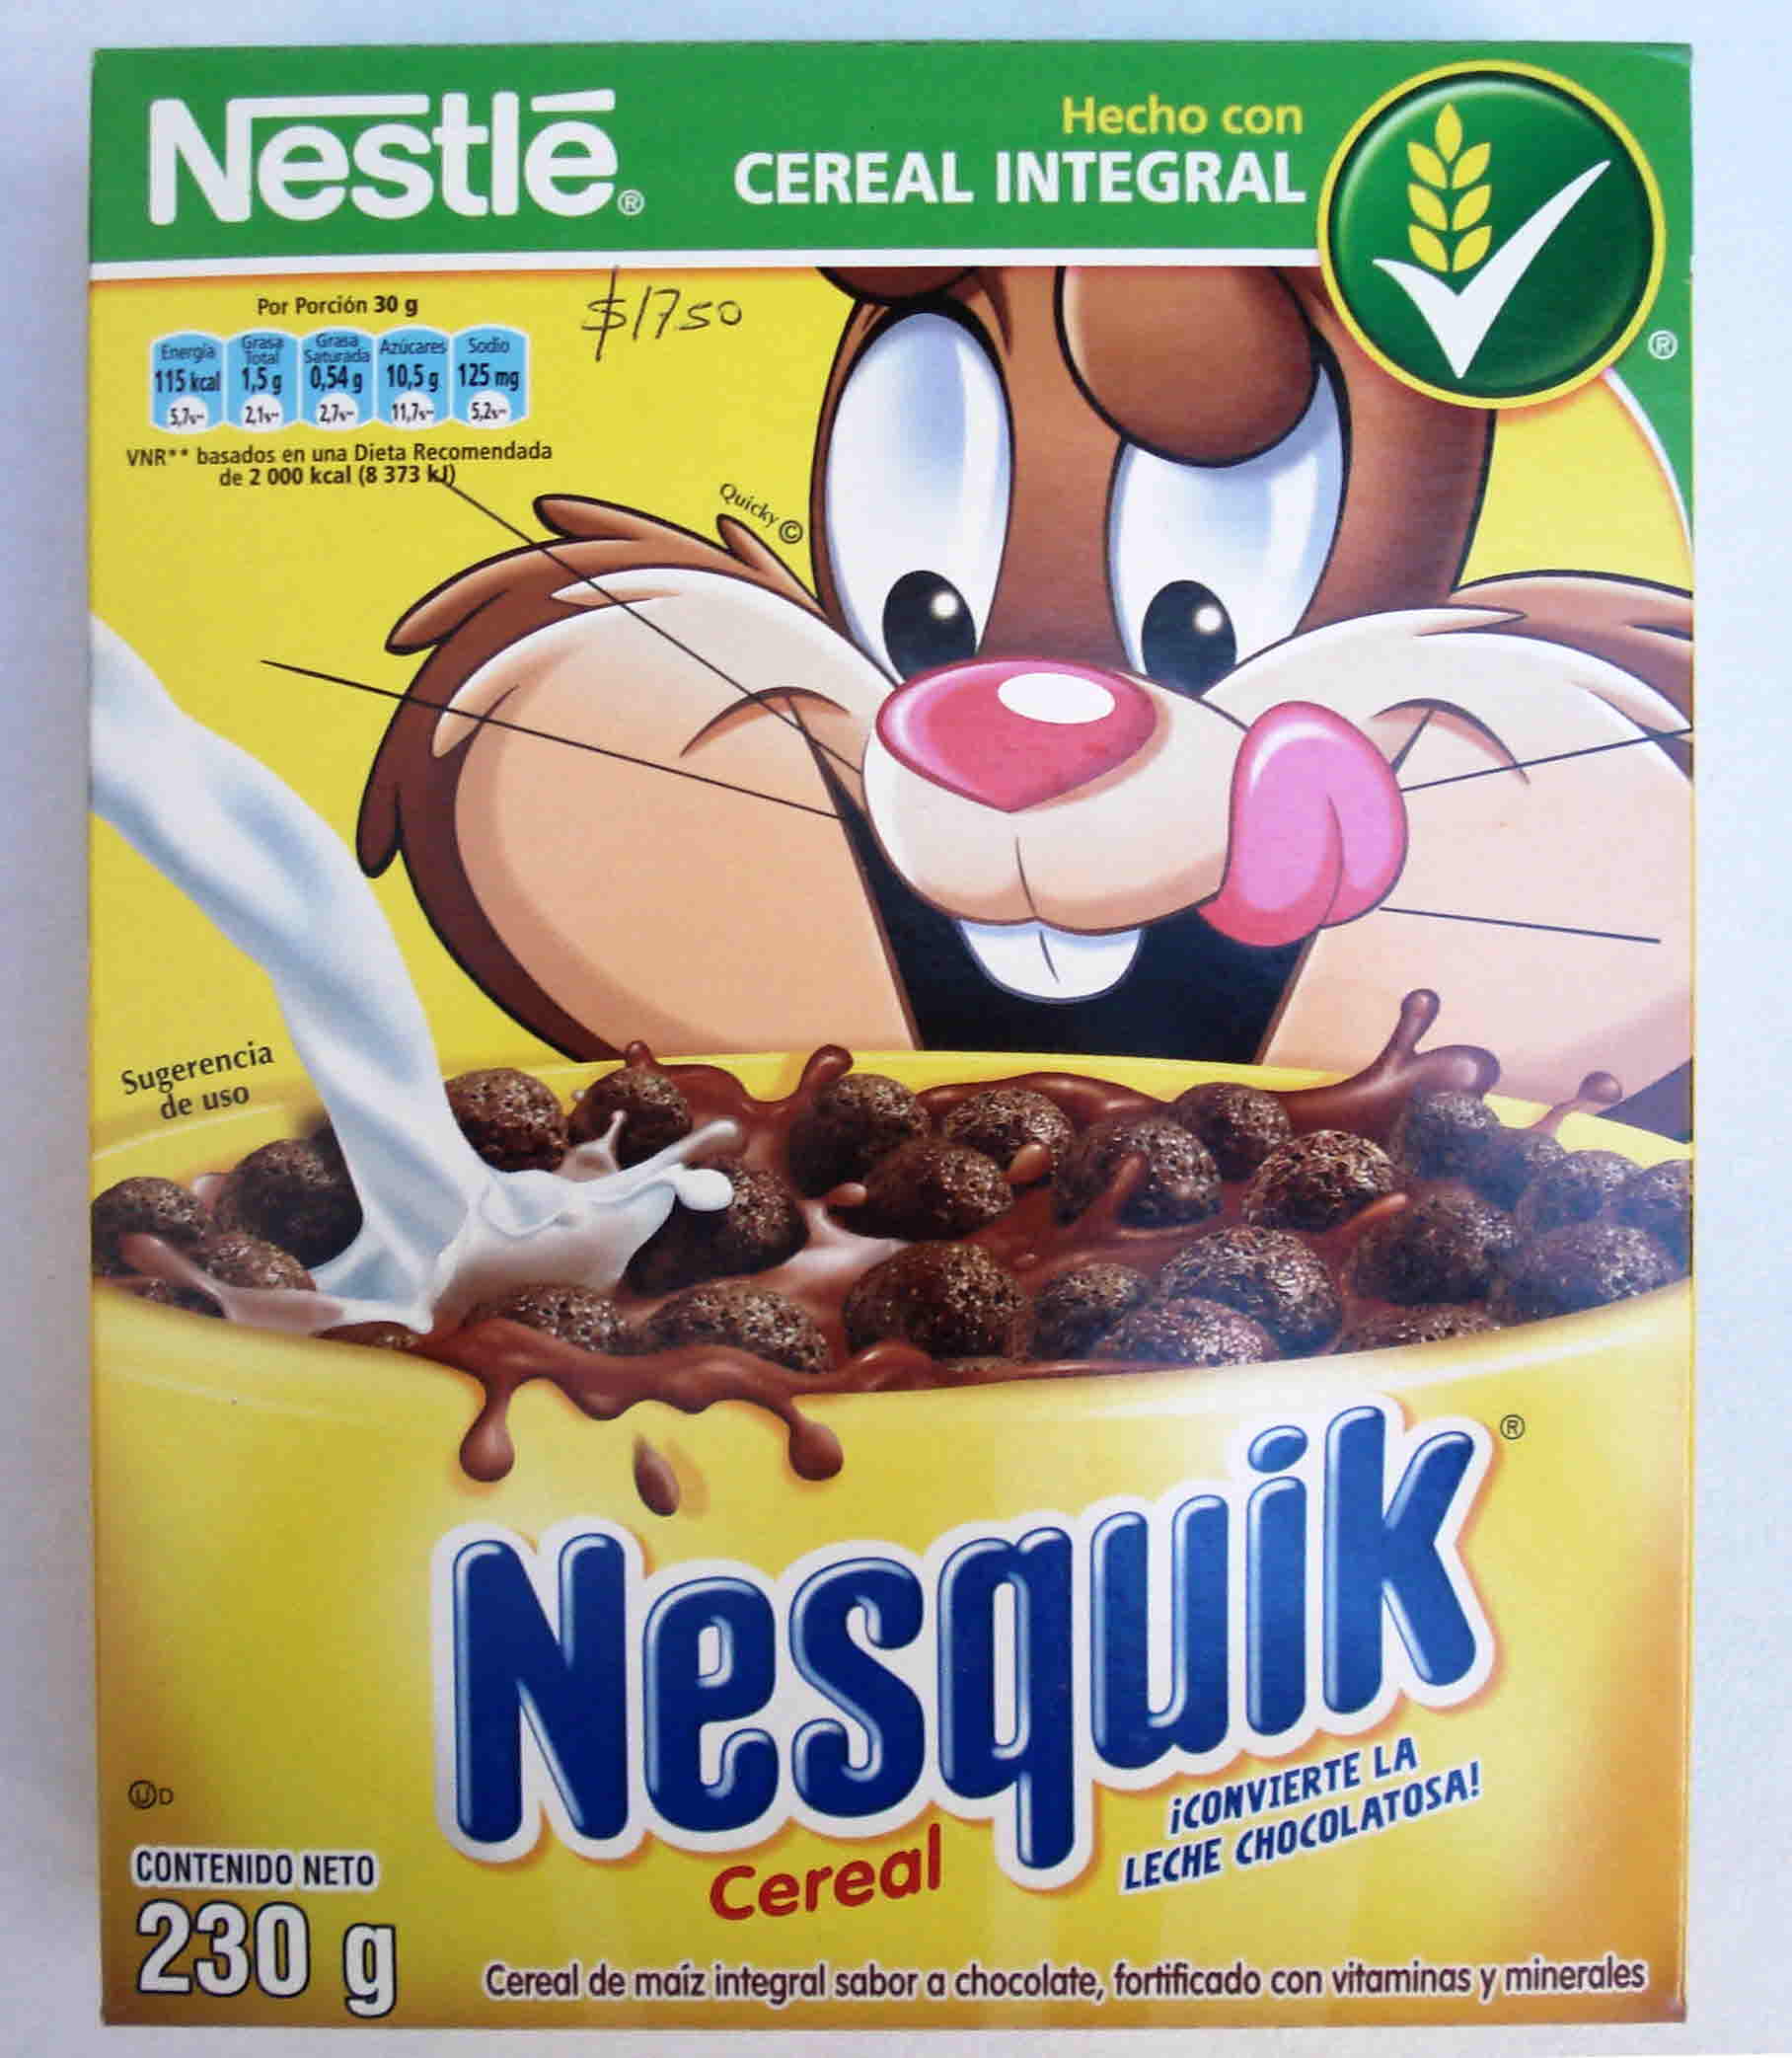 Nestlé®
Hecho con
CEREAL INTEGRAL
®
Por Porción 30 g
$1750
Energía Grasa Total Grasa Saturada Azúcares Sodio
115 kcal 1,5 g 0,54 g 10,5 g 125 mg
5,7% 2,1% 2,7% 11,7% 5,2%
VNR** basados en una Dieta Recomendada
de 2 000 kcal (8 373 kJ)
Quicky ©
Sugerencia
de uso
Nesquik®
Cereal
¡CONVIERTE LA
LECHE CHOCOLATOSA!
Ⓤ D
CONTENIDO NETO
230 g
Cereal de maíz integral sabor a chocolate, fortificado con vitaminas y minerales